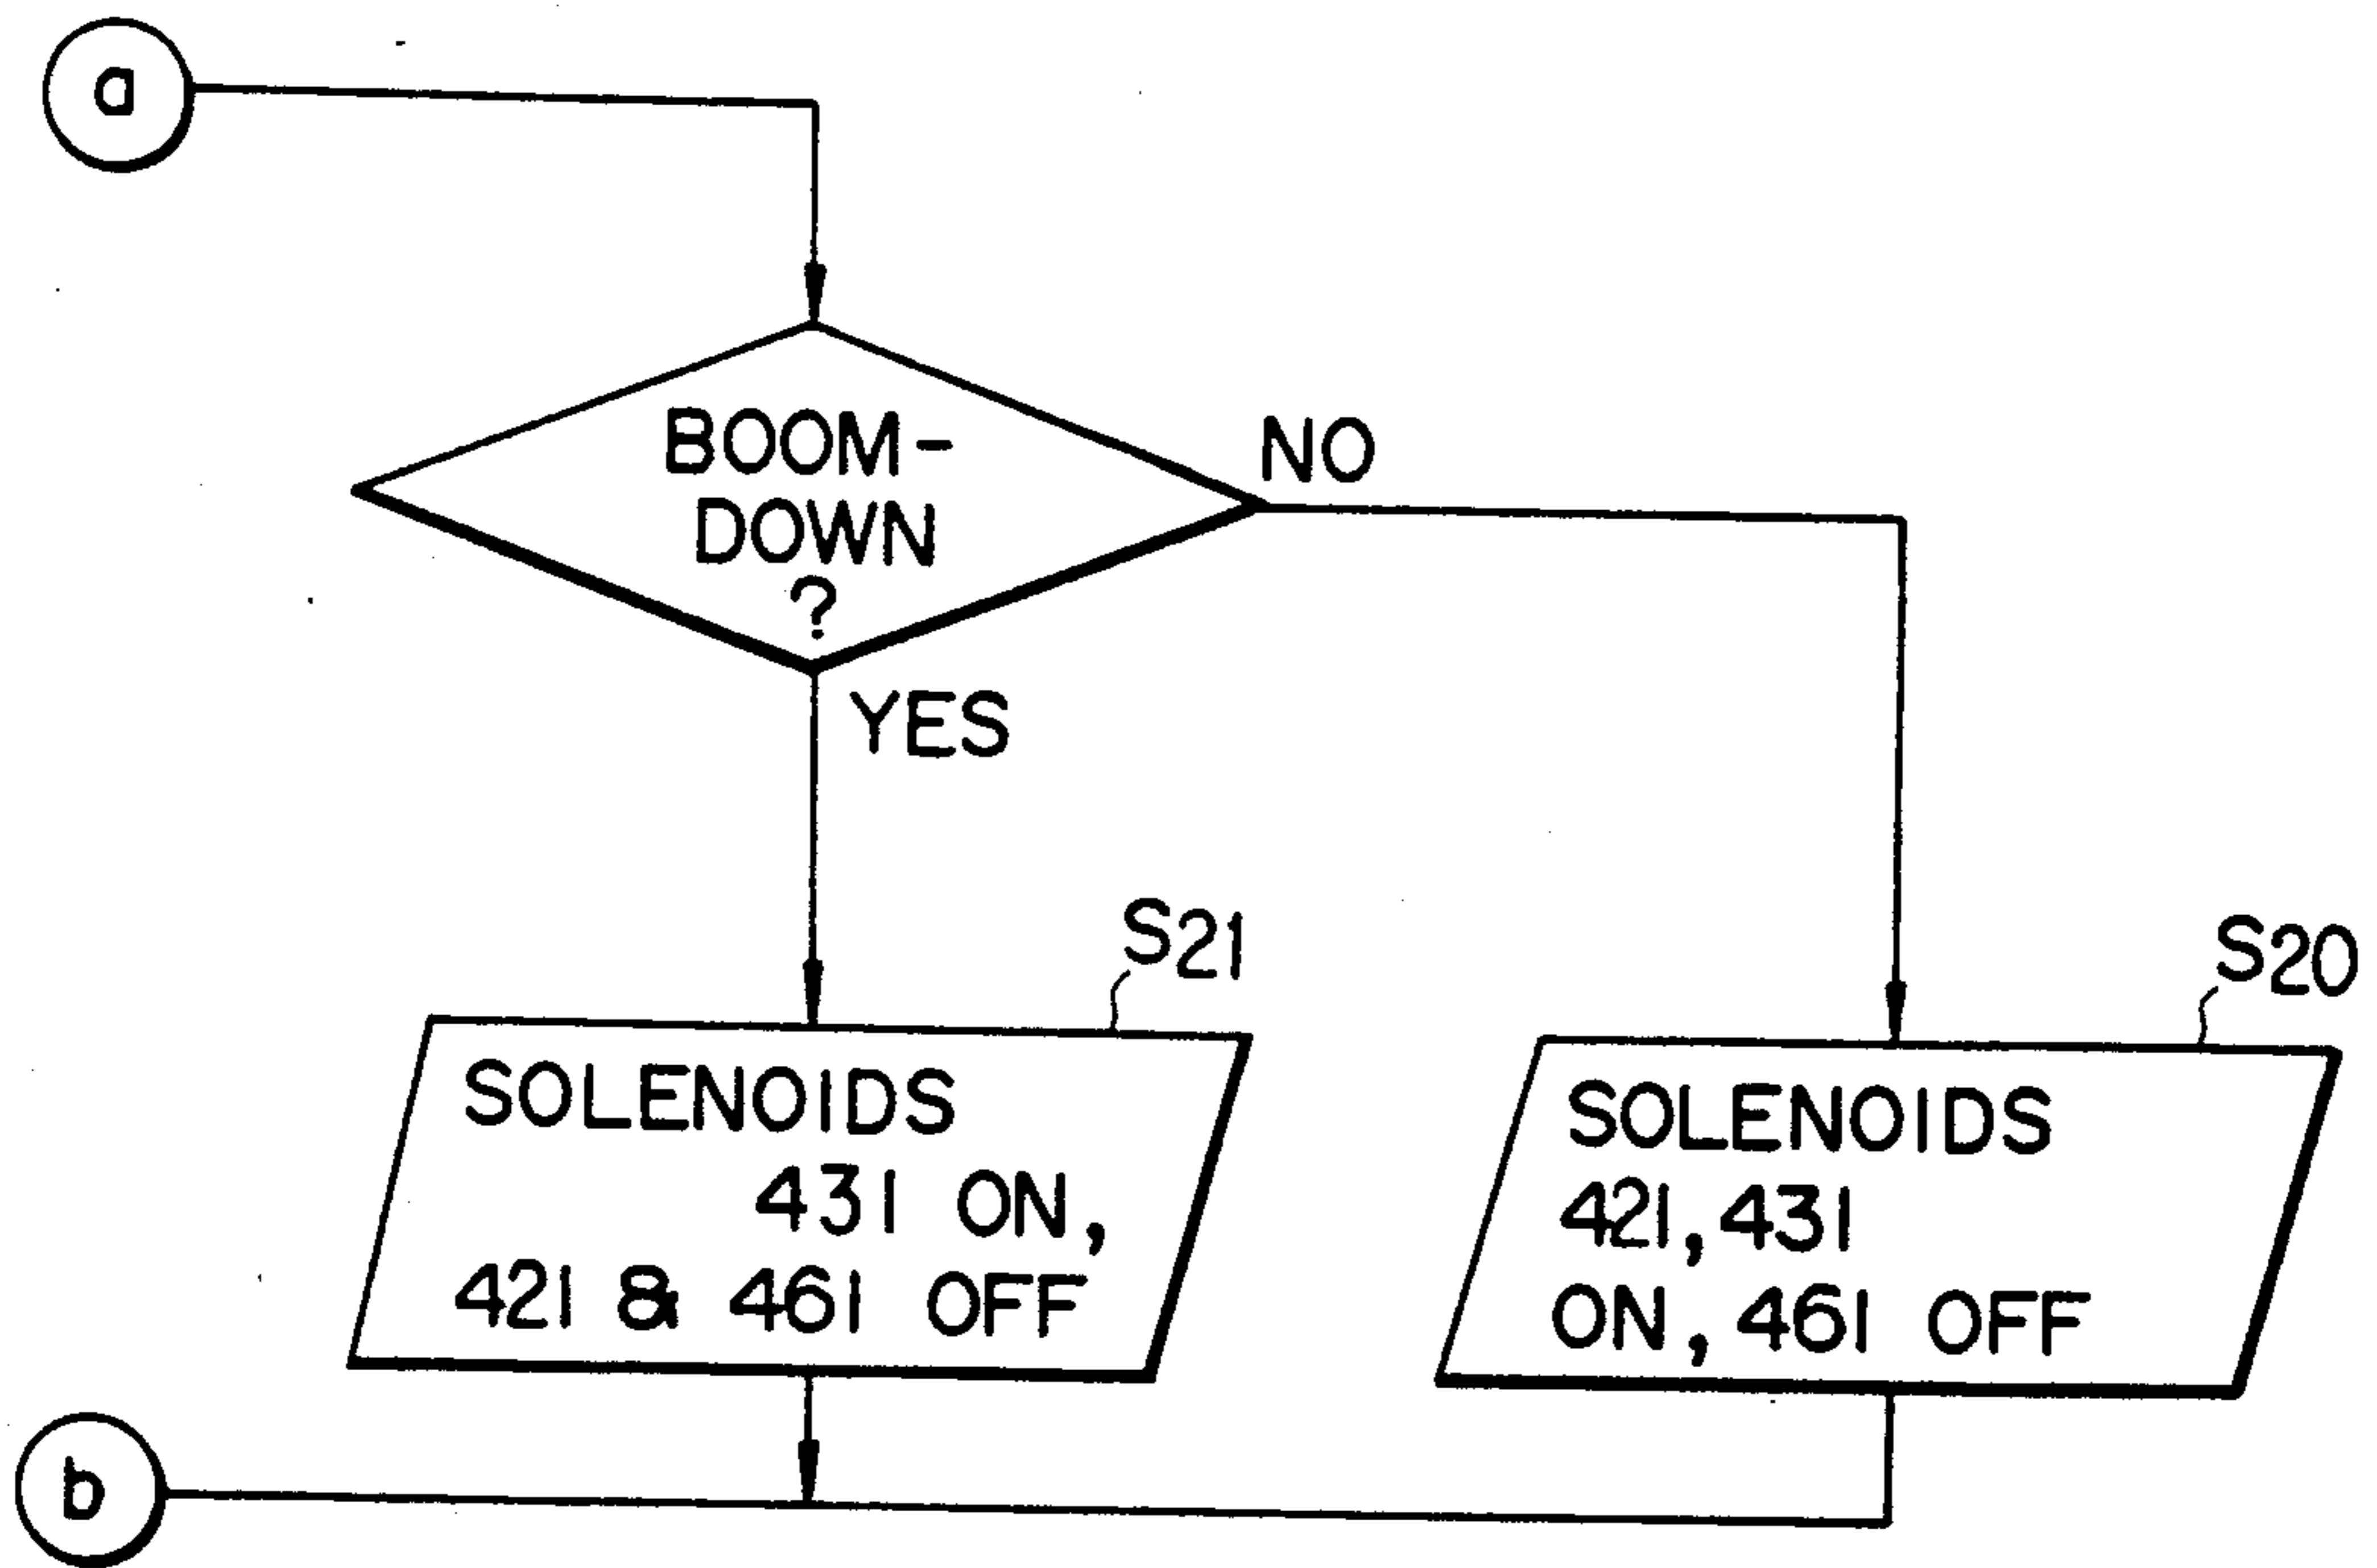 a
BOOM-
DOWN
?
NO
YES
S21
SOLENOIDS
431 ON,
421 & 461 OFF
S20
SOLENOIDS
421,431
ON,461 OFF
b